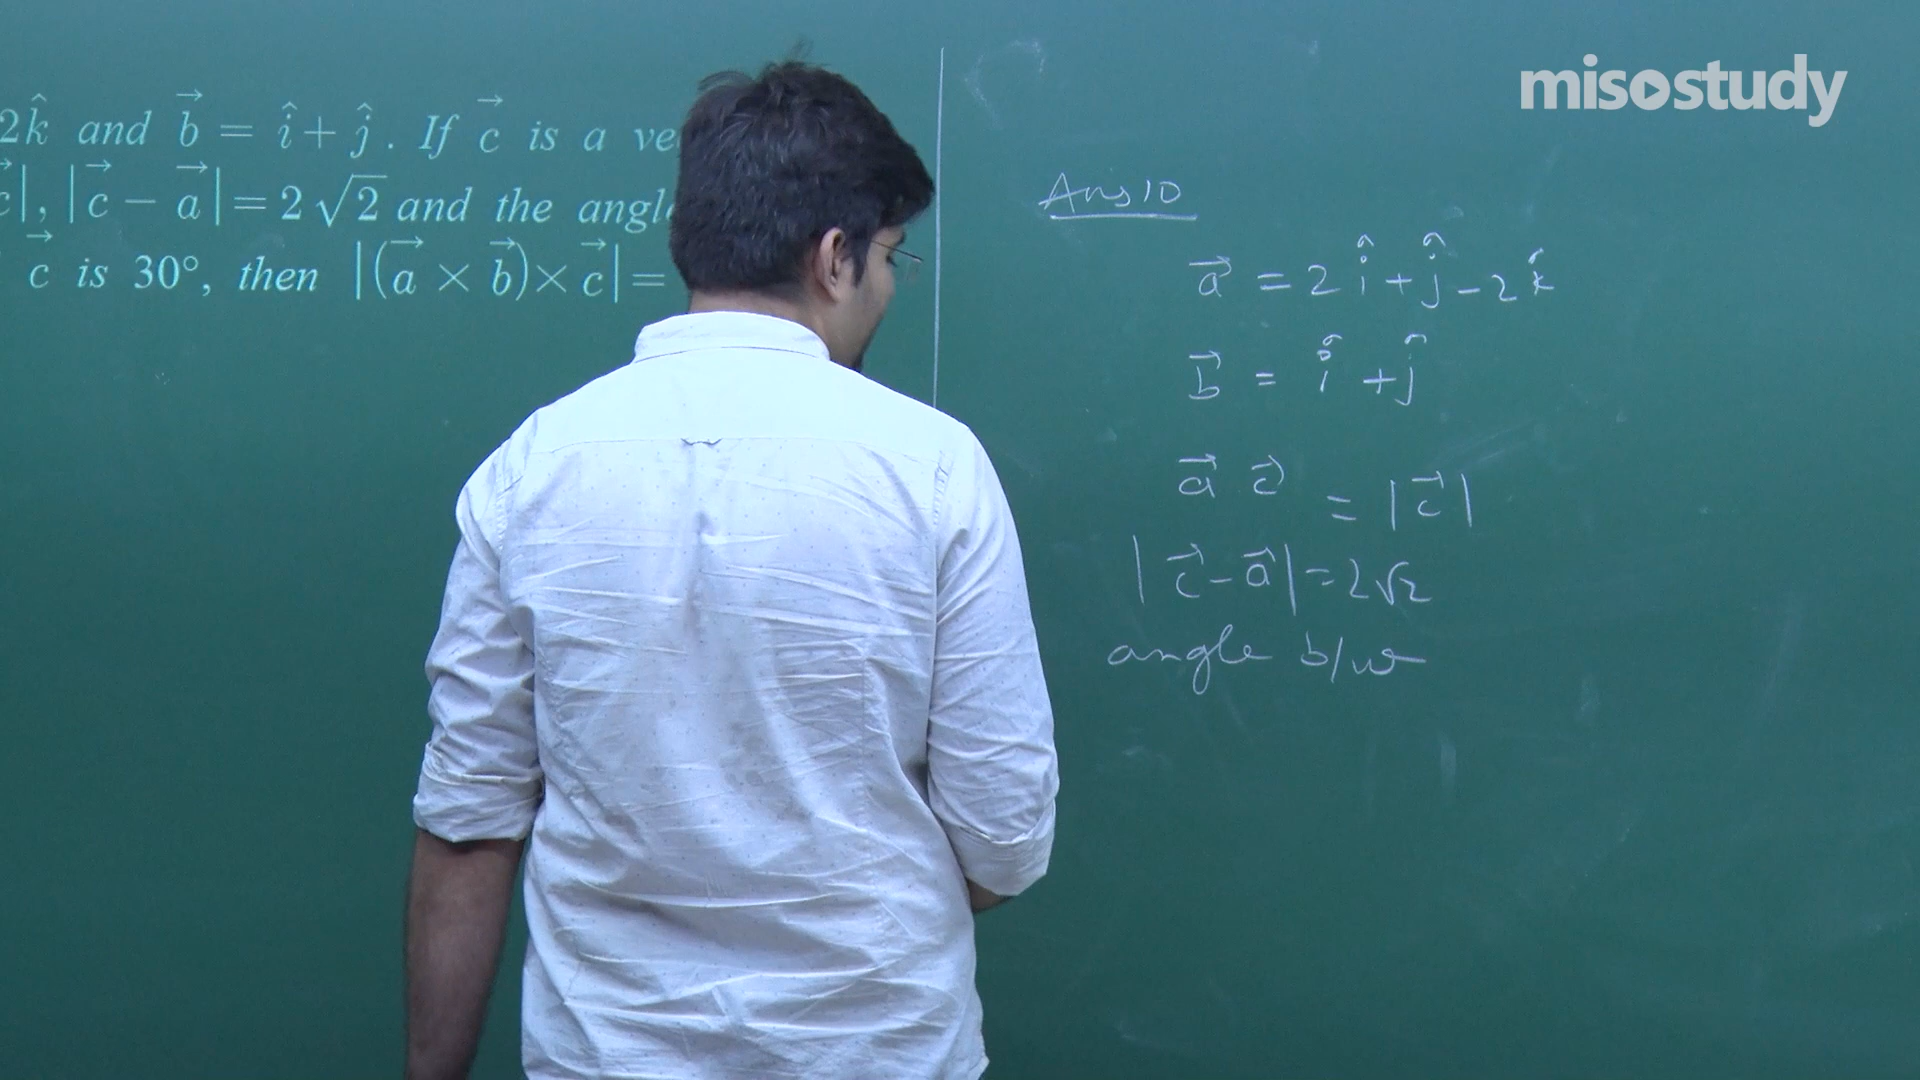 2k̂ and b⃗ = î + ĵ. If c⃗ is a ve
c⃗|, |c⃗ − a⃗| = 2√2 and the angle
c⃗ is 30°, then |(a⃗ × b⃗) × c⃗| =
misostudy
Ans 10
a⃗ = 2î + ĵ − 2k̂
b⃗ = î + ĵ
a⃗ c⃗ = |c⃗|
|c⃗ − a⃗| = 2√2
angle b/w